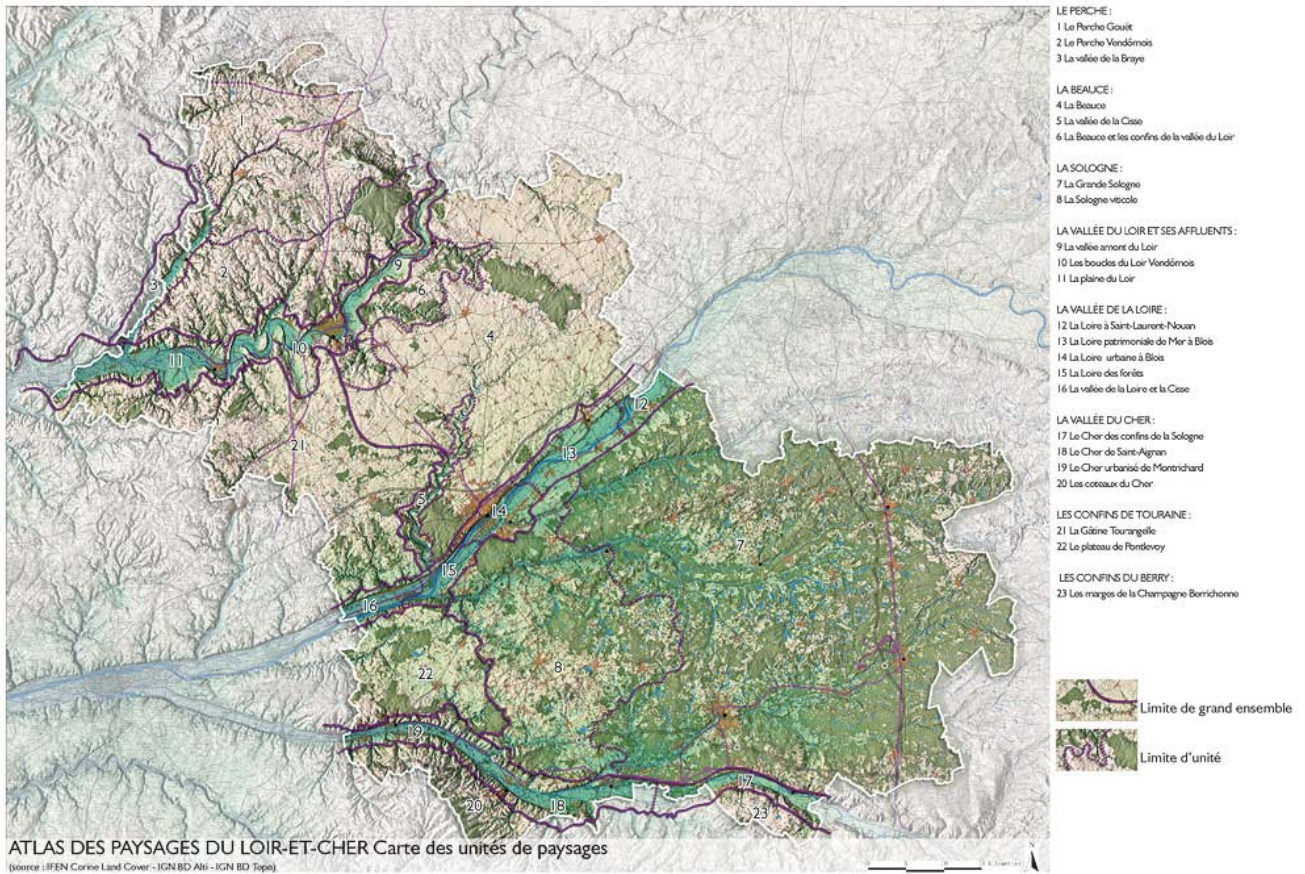 LE PERCHE :
1 Le Perche Gouët
2 Le Perche Vendômois
3 La vallée de la Braye
LA BEAUCE :
4 La Beauce
5 La vallée de la Cisse
6 La Beauce et les confins de la vallée du Loir
LA SOLOGNE :
7 La Grande Sologne
8 La Sologne viticole
LA VALLÉE DU LOIR ET SES AFFLUENTS :
9 La vallée amont du Loir
10 Les boucles du Loir Vendômois
11 La plaine du Loir
LA VALLÉE DE LA LOIRE :
12 La Loire à Saint-Laurent-Nouan
13 La Loire patrimoniale de Mer à Blois
14 La Loire urbaine à Blois
15 La Loire des forêts
16 La vallée de la Loire et la Cisse
LA VALLÉE DU CHER :
17 Le Cher des confins de la Sologne
18 Le Cher de Saint-Aignan
19 Le Cher urbanisé de Montrichard
20 Les coteaux du Cher
LES CONFINS DE TOURAINE :
21 La Gâtine Tourangelle
22 Le plateau de Pontlevoy
LES CONFINS DU BERRY :
23 Les marges de la Champagne Berrichonne
Limite de grand ensemble
Limite d'unité
1
2
3
9
6
4
10
11
12
21
13
5
14
7
15
16
8
22
19
17
20
18
23
ATLAS DES PAYSAGES DU LOIR-ET-CHER Carte des unités de paysages
(source : IFEN Corine Land Cover - IGN BD Alti - IGN BD Topo)
N